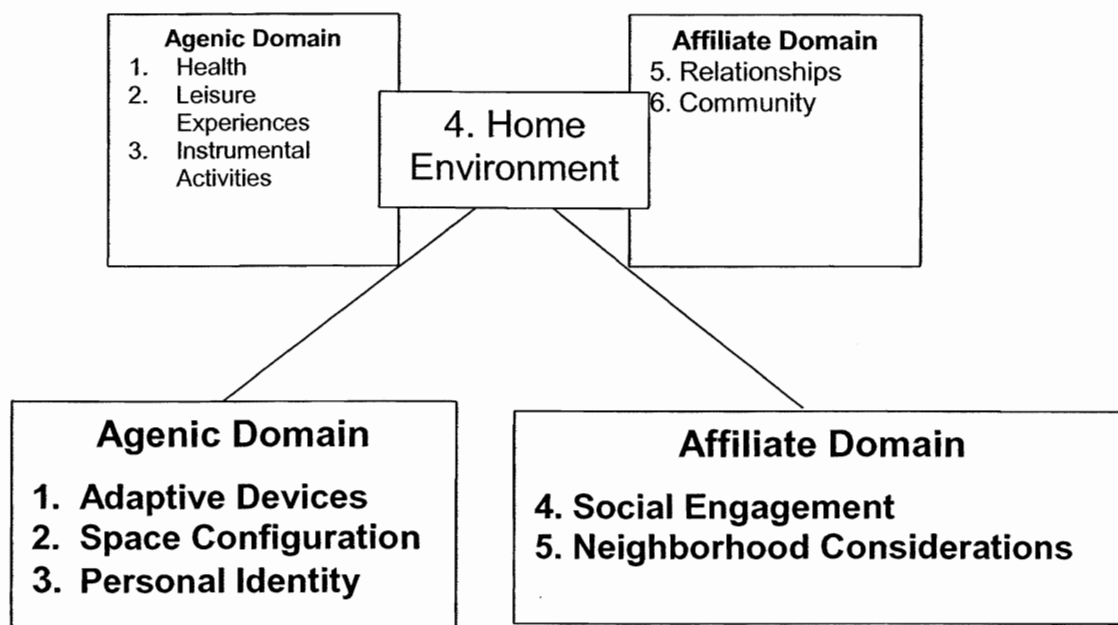 Agenic Domain
1. Health
2. Leisure
Experiences
3. Instrumental
Activities
4. Home
Environment
Affiliate Domain
5. Relationships
6. Community
Agenic Domain
1. Adaptive Devices
2. Space Configuration
3. Personal Identity
Affiliate Domain
4. Social Engagement
5. Neighborhood Considerations